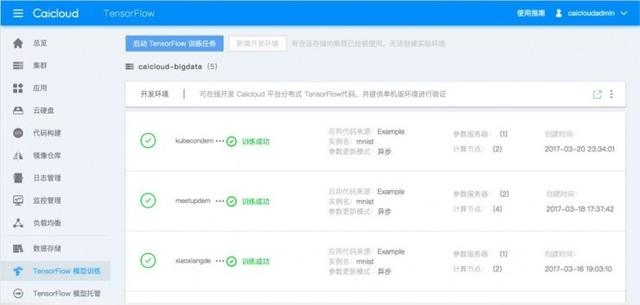 Caicloud TensorFlow 使用指南 caicloudadmin
总览
集群
应用
云硬盘
代码构建
镜像仓库
日志管理
监控管理
负载均衡
数据存储
TensorFlow 模型训练
TensorFlow 模型托管
启动 TensorFlow 训练任务 新增开发环境 有合适存储的集群已经被使用，无法创建实验环境
caicloud-bigdata (5)
开发环境 可在线开发 Caicloud 平台分布式 TensorFlow代码，并提供单机版环境进行验证
kubecondem ••• 训练成功
应用代码来源：Example
实例名：mnist
参数更新模式：异步
参数服务器： (1)
计算节点： (2)
创建时间：
2017-03-20 23:34:01
meetupdem ••• 训练成功
应用代码来源：Example
实例名：mnist
参数更新模式：异步
参数服务器： (2)
计算节点： (4)
创建时间：
2017-03-18 17:37:42
xiaoxiangde ••• 训练成功
应用代码来源：Example
实例名：mnist
参数更新模式：异步
参数服务器： (1)
计算节点： (2)
创建时间：
2017-03-16 19:03:10